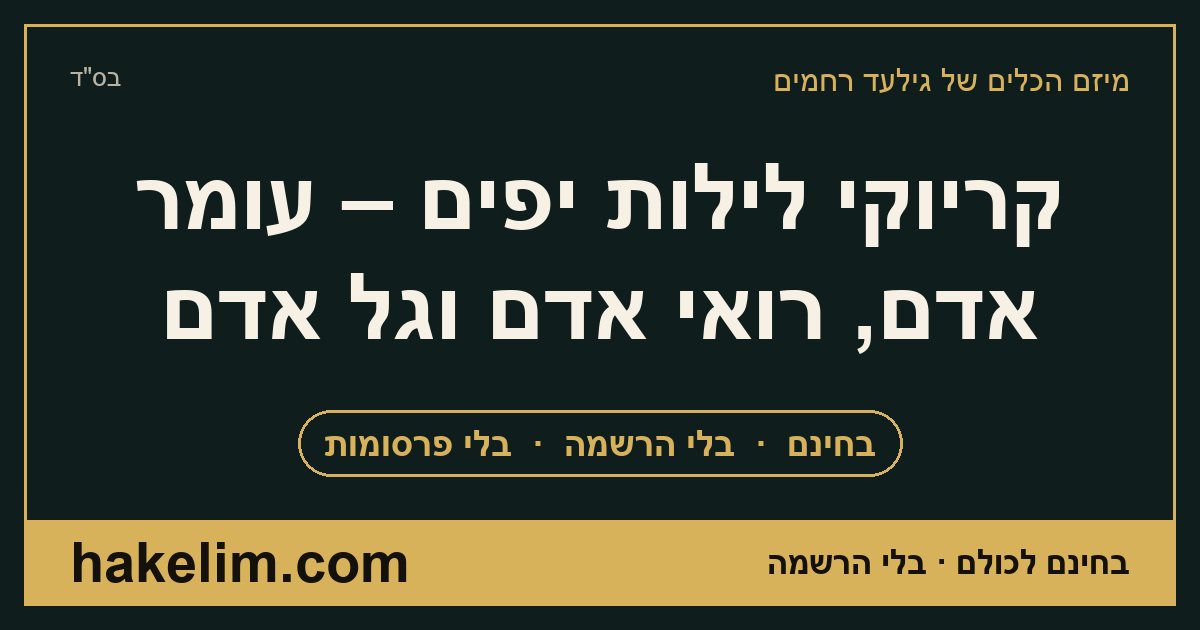 מיזם הכלים של גילעד רחמים
בס"ד
קריוקי לילות יפים – עומר
אדם, רואי אדם וגל אדם
בחינם · בלי הרשמה · בלי פרסומות
בחינם לכולם · בלי הרשמה
hakelim.com